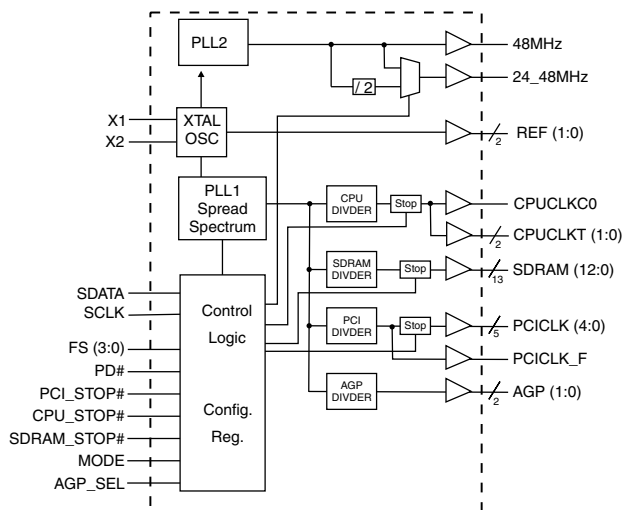 PLL2
48MHz
/ 2
24_48MHz
X1
X2
XTAL
OSC
2
REF (1:0)
PLL1
Spread
Spectrum
CPU
DIVDER
Stop
CPUCLKC0
2
CPUCLKT (1:0)
SDRAM
DIVDER
Stop
13
SDRAM (12:0)
SDATA
SCLK
FS (3:0)
PD#
PCI_STOP#
CPU_STOP#
SDRAM_STOP#
MODE
AGP_SEL
Control
Logic
Config.
Reg.
PCI
DIVDER
Stop
5
PCICLK (4:0)
PCICLK_F
AGP
DIVDER
2
AGP (1:0)